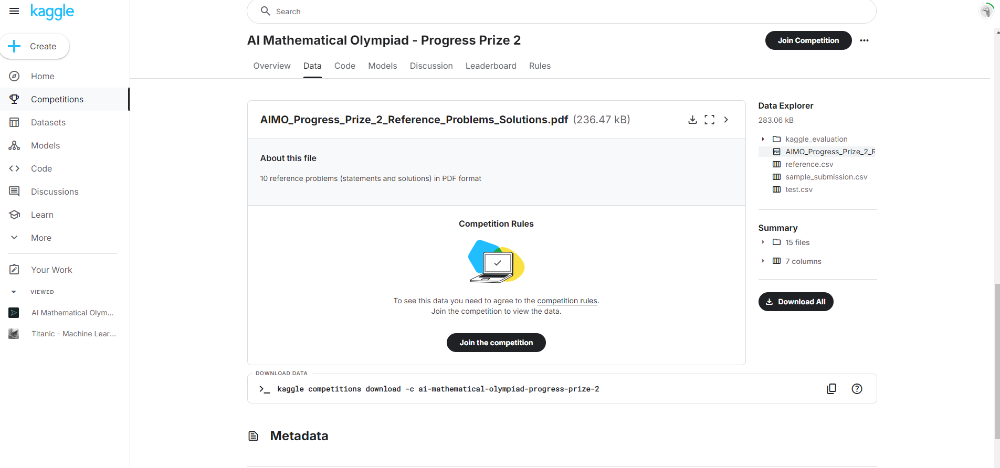 kaggle
Search
Create
Home
Competitions
Datasets
Models
Code
Discussions
Learn
More
Your Work
VIEWED
AI Mathematical Olym...
Titanic - Machine Lear...
AI Mathematical Olympiad - Progress Prize 2
Join Competition
Overview Data Code Models Discussion Leaderboard Rules
AIMO_Progress_Prize_2_Reference_Problems_Solutions.pdf (236.47 kB)
About this file
10 reference problems (statements and solutions) in PDF format
Competition Rules
To see this data you need to agree to the competition rules.
Join the competition to view the data.
Join the competition
Data Explorer
283.06 kB
kaggle_evaluation
PDF AIMO_Progress_Prize_2_R
reference.csv
sample_submission.csv
test.csv
Summary
15 files
7 columns
Download All
DOWNLOAD DATA
>_ kaggle competitions download -c ai-mathematical-olympiad-progress-prize-2
Metadata